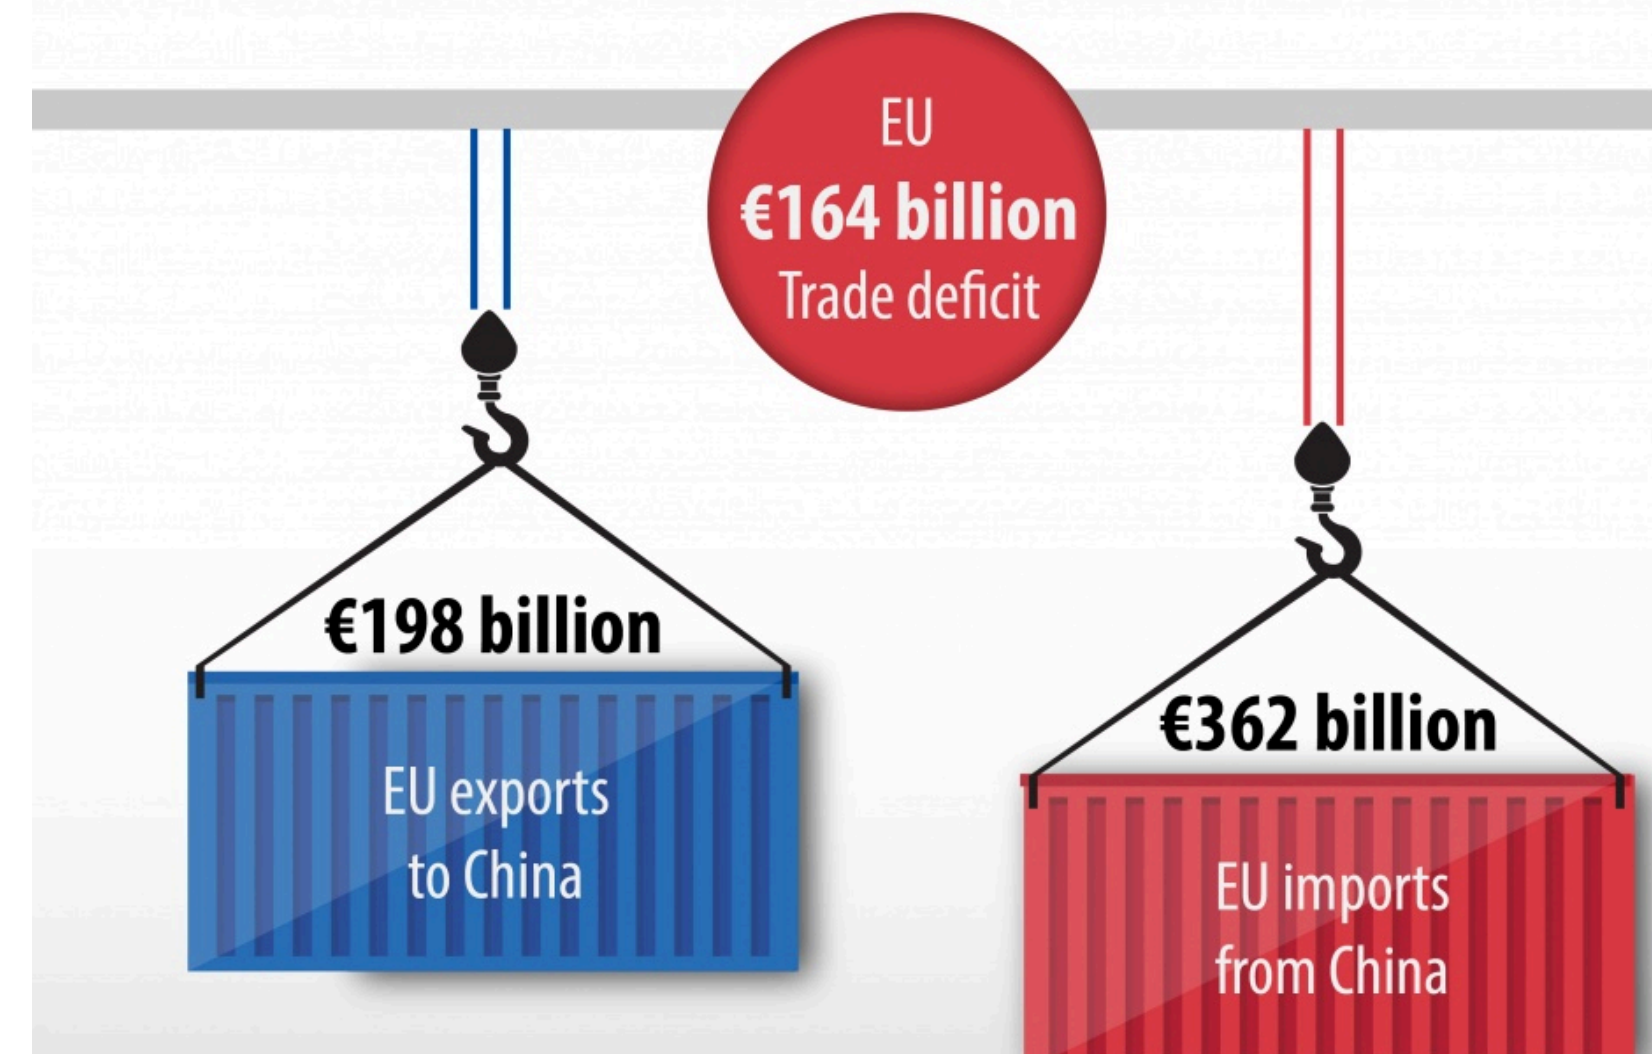 EU
€164 billion
Trade deficit
€198 billion
EU exports
to China
€362 billion
EU imports
from China